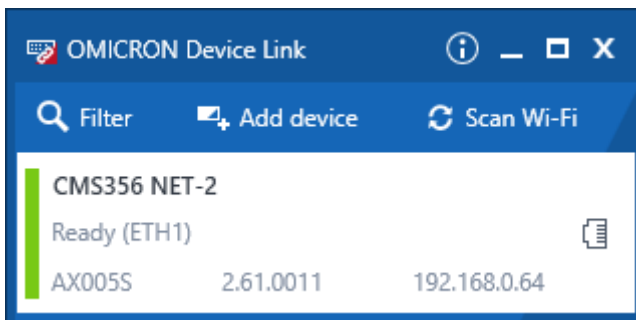 OMICRON Device Link
Filter Add device Scan Wi-Fi
CMS356 NET-2
Ready (ETH1)
AX005S 2.61.0011 192.168.0.64